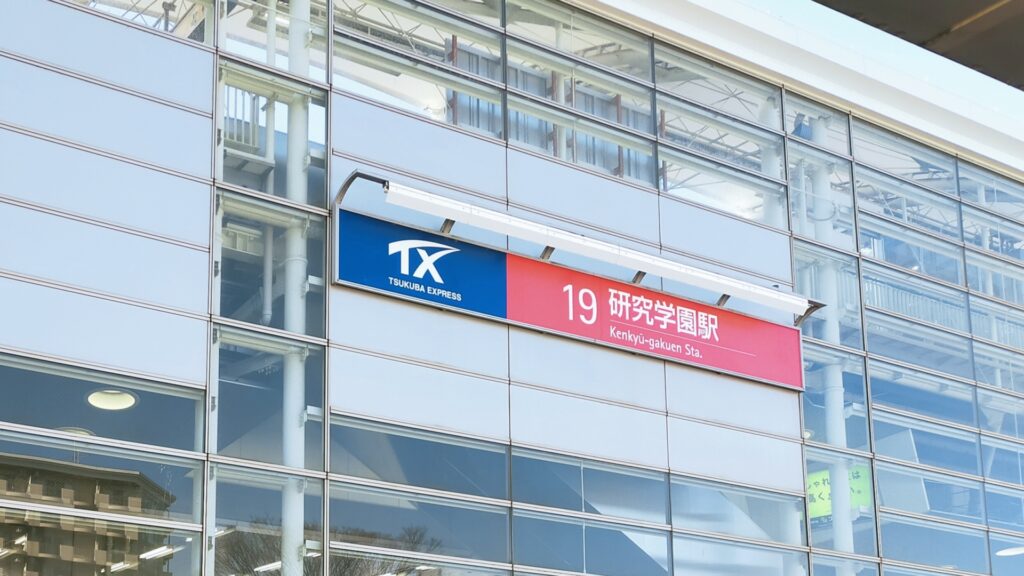 TX
TSUKUBA EXPRESS
19 研究学園駅
Kenkyū-gakuen Sta.